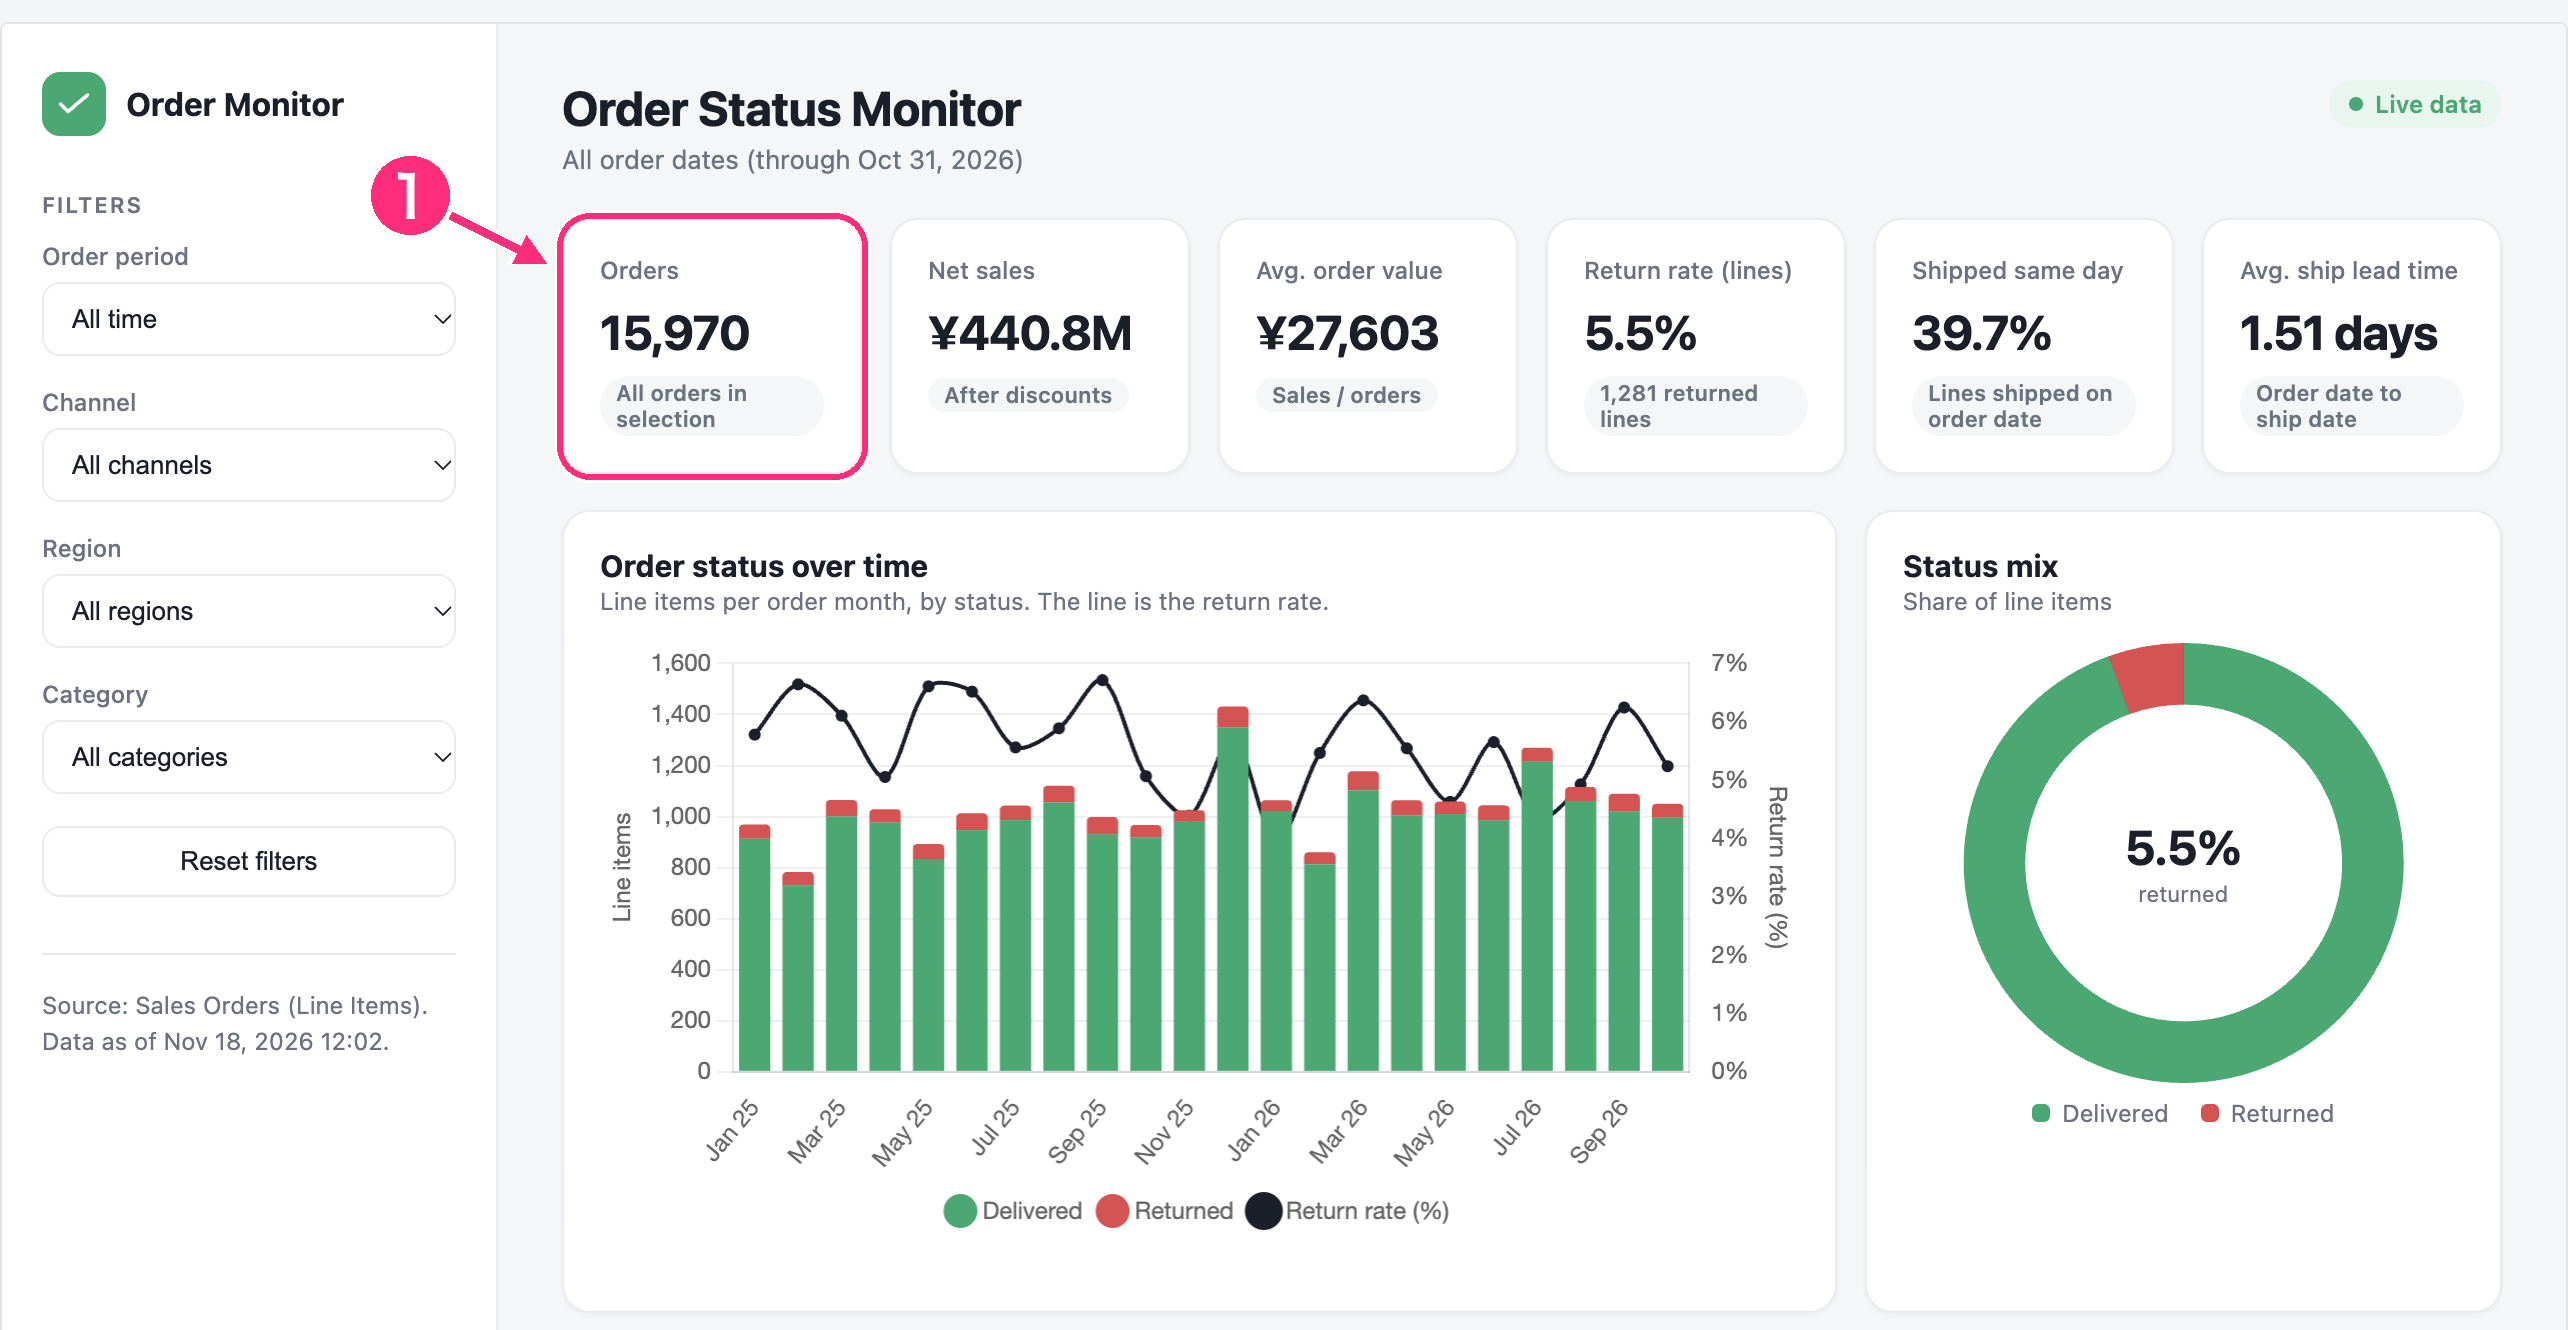 Order Monitor
FILTERS
Order period
All time
Channel
All channels
Region
All regions
Category
All categories
Reset filters
Source: Sales Orders (Line Items).
Data as of Nov 18, 2026 12:02.
1
Order Status Monitor
All order dates (through Oct 31, 2026)
Live data
Orders
15,970
All orders in
selection
Net sales
¥440.8M
After discounts
Avg. order value
¥27,603
Sales / orders
Return rate (lines)
5.5%
1,281 returned
lines
Shipped same day
39.7%
Lines shipped on
order date
Avg. ship lead time
1.51 days
Order date to
ship date
Order status over time
Line items per order month, by status. The line is the return rate.
Line items
1,600
1,400
1,200
1,000
800
600
400
200
0
7%
6%
5%
4%
3%
2%
1%
0%
Return rate (%)
Jan 25
Mar 25
May 25
Jul 25
Sep 25
Nov 25
Jan 26
Mar 26
May 26
Jul 26
Sep 26
Delivered Returned Return rate (%)
Status mix
Share of line items
5.5%
returned
Delivered Returned